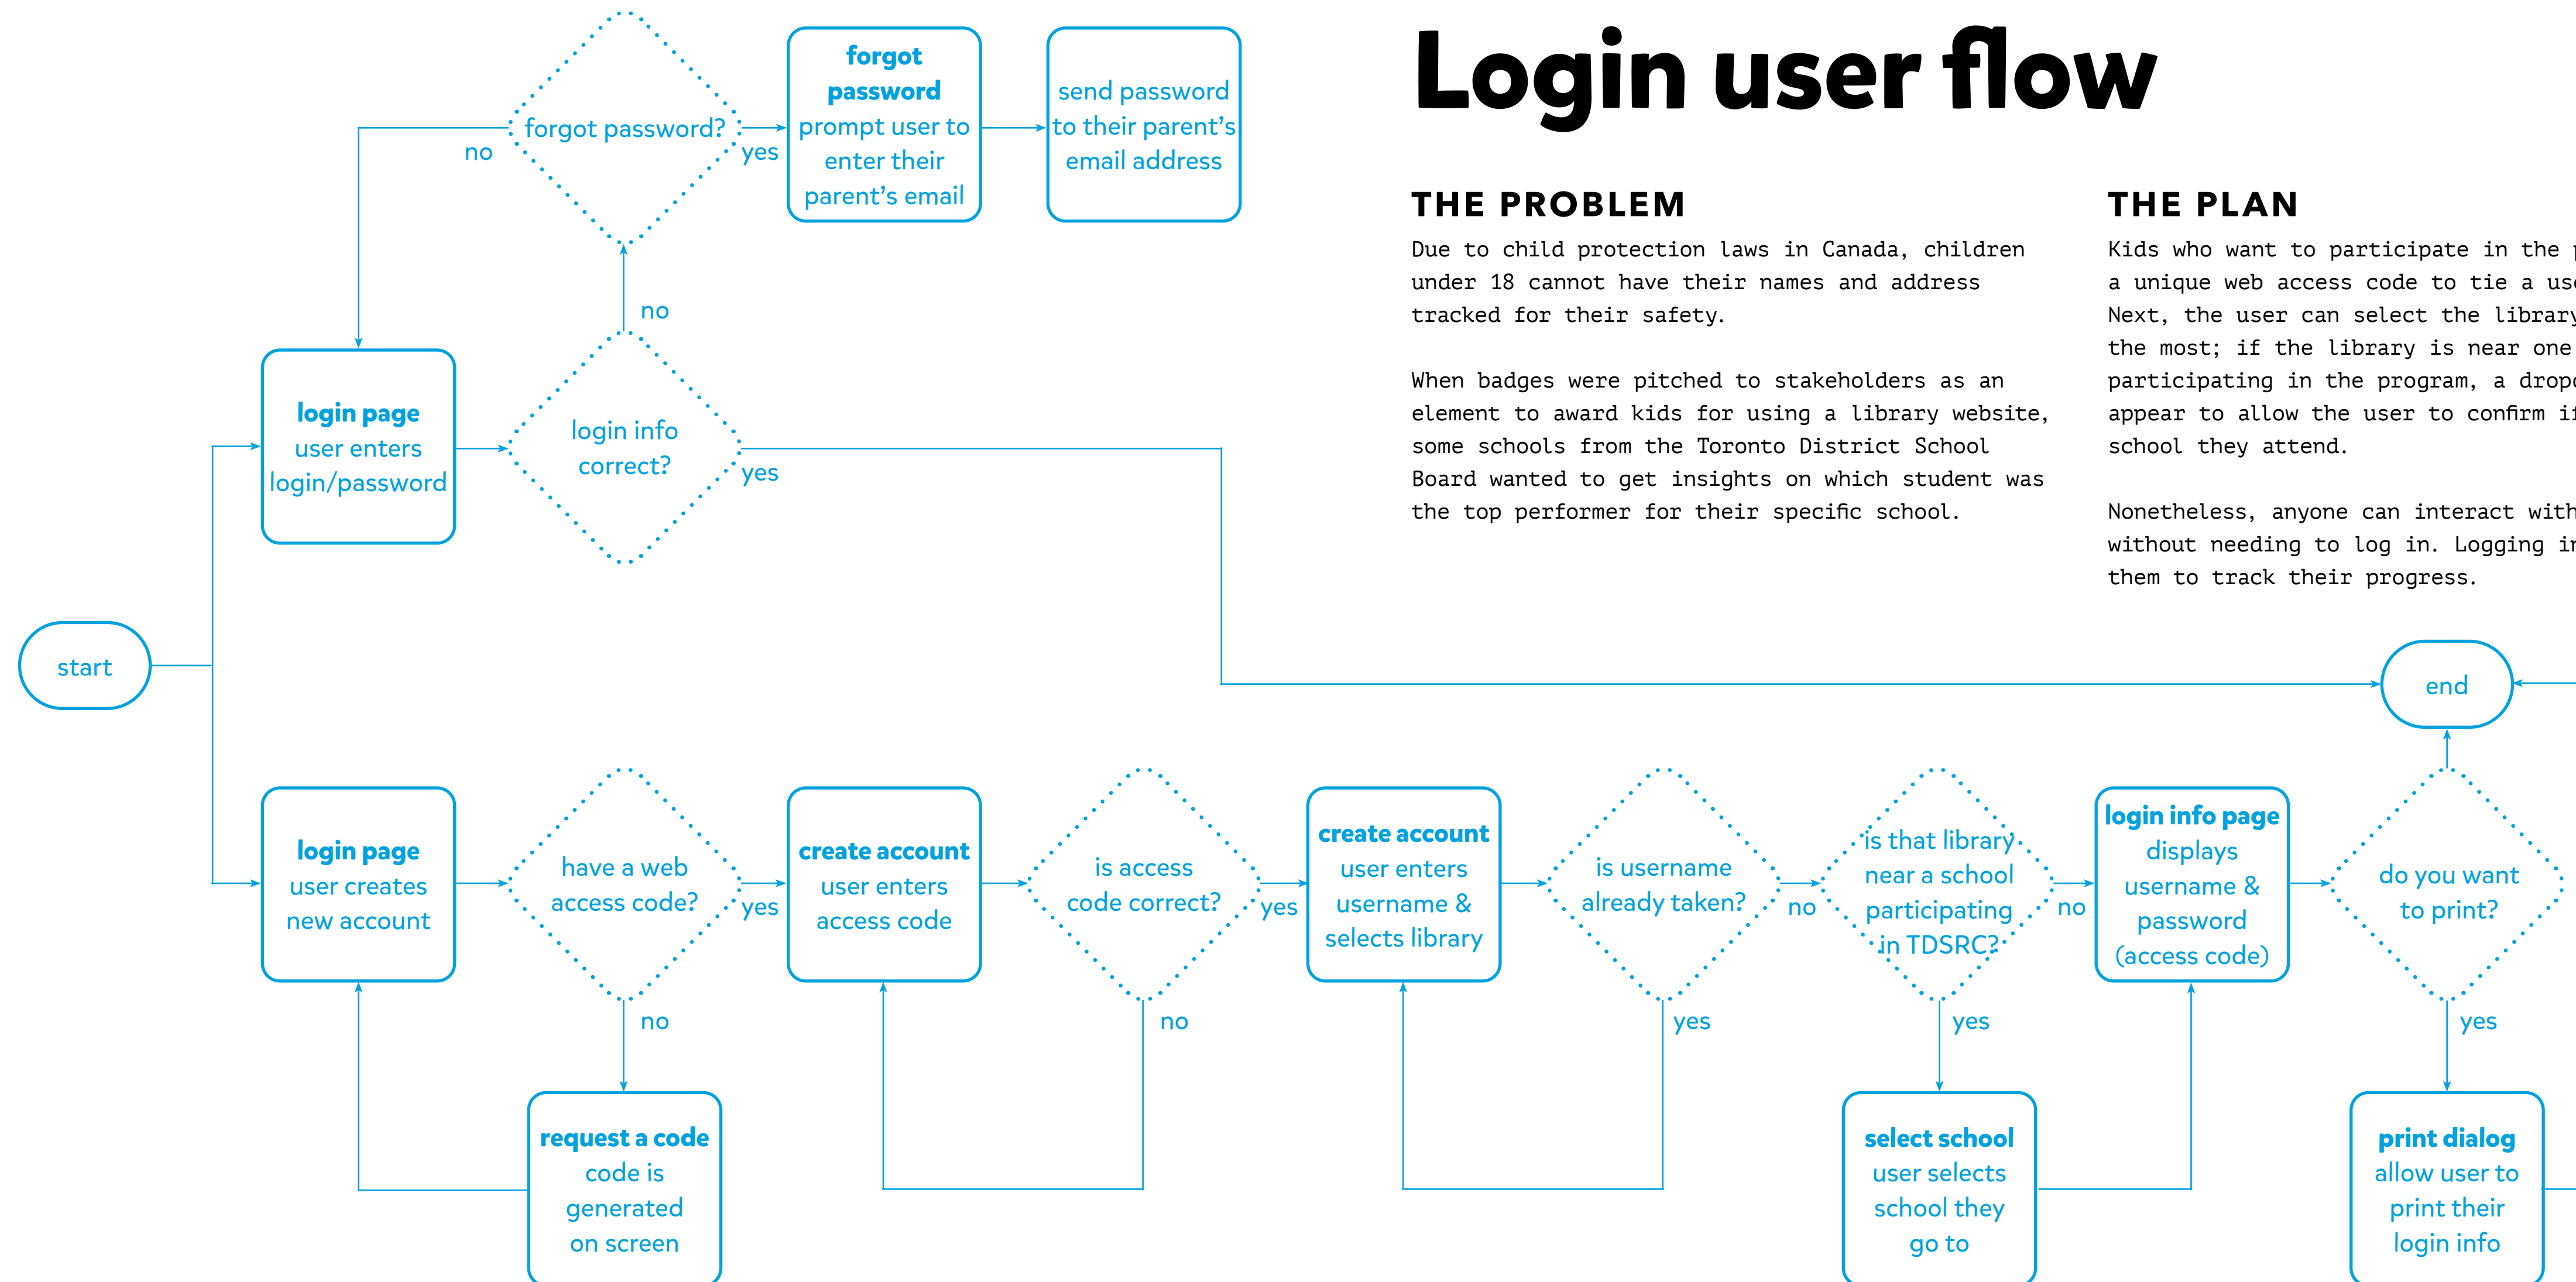 Login user flow
THE PROBLEM
Due to child protection laws in Canada, children
under 18 cannot have their names and address
tracked for their safety.
When badges were pitched to stakeholders as an
element to award kids for using a library website,
some schools from the Toronto District School
Board wanted to get insights on which student was
the top performer for their specific school.
THE PLAN
Kids who want to participate in the
a unique web access code to tie a
Next, the user can select the library
the most; if the library is near one
participating in the program, a
appear to allow the user to confirm
school they attend.
Nonetheless, anyone can interact with
without needing to log in. Logging
them to track their progress.
forgot password?
no
yes
forgot
password
prompt user to
enter their
parent's email
send password
to their parent's
email address
no
login page
user enters
login/password
login info
correct?
yes
start
end
login page
user creates
new account
have a web
access code?
yes
no
request a code
code is
generated
on screen
create account
user enters
access code
is access
code correct?
yes
no
create account
user enters
username &
selects library
is username
already taken?
no
yes
is that library
near a school
participating
in TDSRC?
no
yes
select school
user selects
school they
go to
login info page
displays
username &
password
(access code)
do you want
to print?
yes
print dialog
allow user to
print their
login info